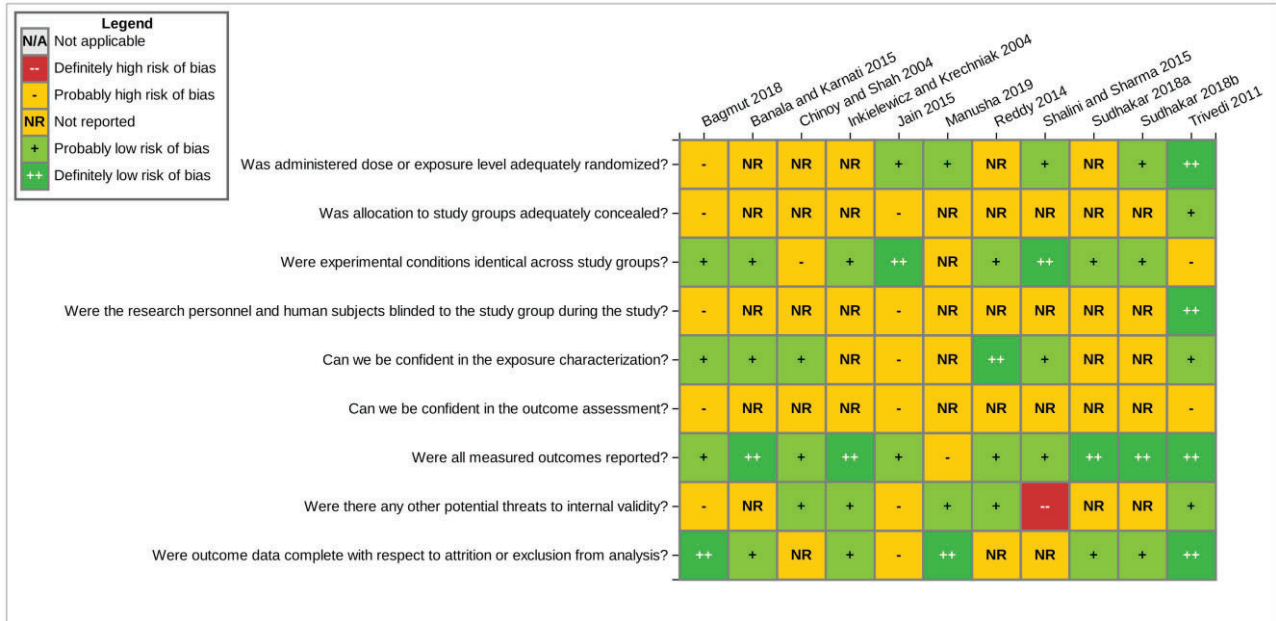 Legend
N/A Not applicable
-- Definitely high risk of bias
- Probably high risk of bias
NR Not reported
+ Probably low risk of bias
++ Definitely low risk of bias
Bagmut 2018
Banala and Karnati 2015
Chinoy and Shah 2004
Inkielewicz and Krechniak 2004
Jain 2015
Manusha 2019
Reddy 2014
Shalini and Sharma 2015
Sudhakar 2018a
Sudhakar 2018b
Trivedi 2011
Was administered dose or exposure level adequately randomized? - NR NR NR + + NR + NR + ++
Was allocation to study groups adequately concealed? - NR NR NR - NR NR NR NR NR +
Were experimental conditions identical across study groups? + + - + ++ NR + ++ + + -
Were the research personnel and human subjects blinded to the study group during the study? - NR NR NR - NR NR NR NR NR ++
Can we be confident in the exposure characterization? + + + NR - NR ++ + NR NR +
Can we be confident in the outcome assessment? - NR NR NR - NR NR NR NR NR -
Were all measured outcomes reported? + ++ + ++ + - + + ++ ++ ++
Were there any other potential threats to internal validity? - NR + + - + + -- NR NR +
Were outcome data complete with respect to attrition or exclusion from analysis? ++ + NR + - ++ NR NR + + ++